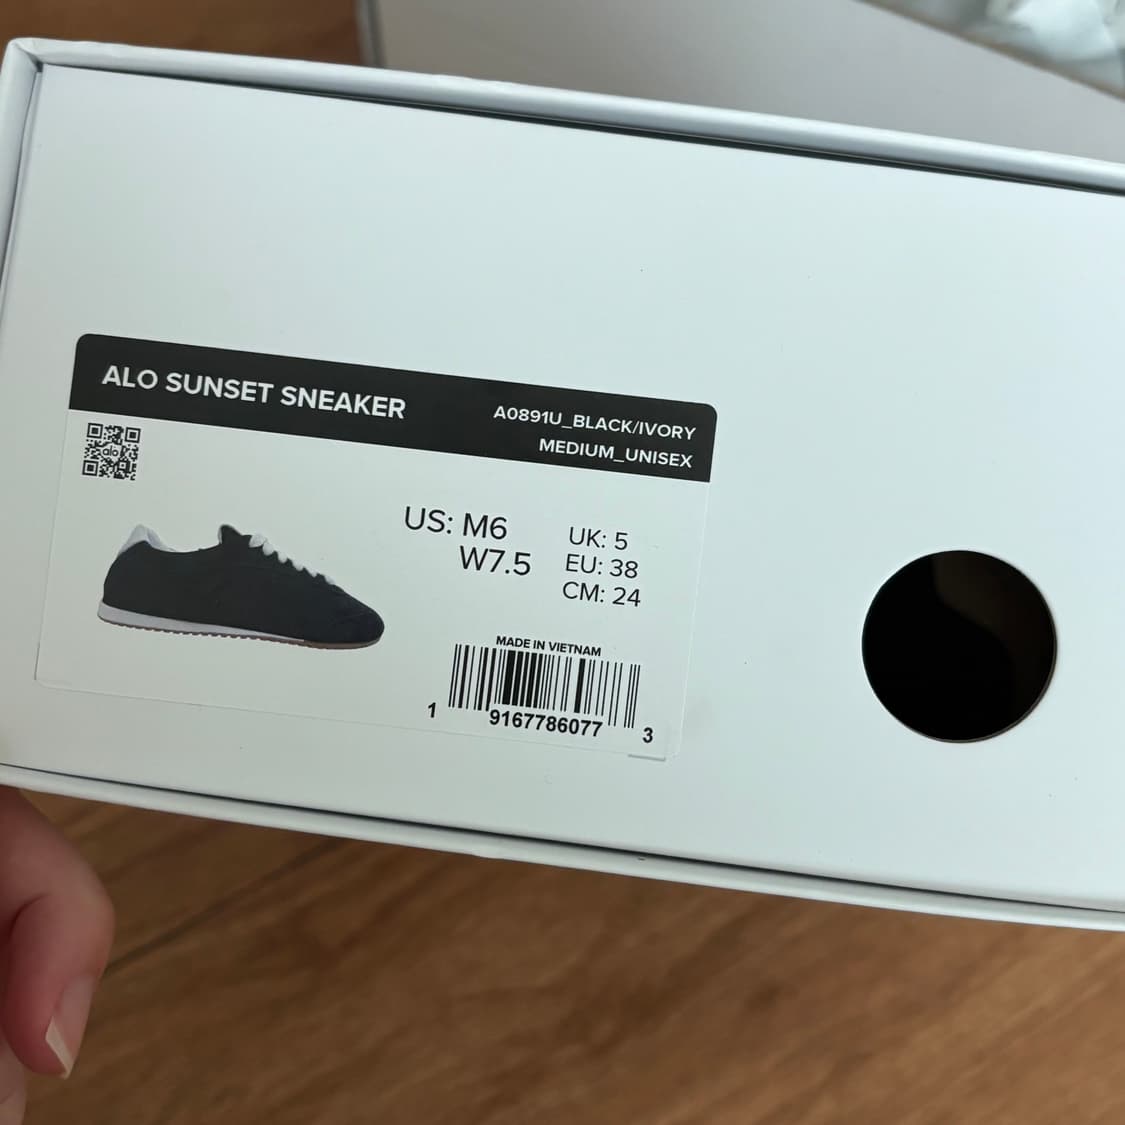 ALO SUNSET SNEAKER
A0891U_BLACK/IVORY
MEDIUM_UNISEX
alo
US: M6
W7.5
UK: 5
EU: 38
CM: 24
MADE IN VIETNAM
1 9167786077 3